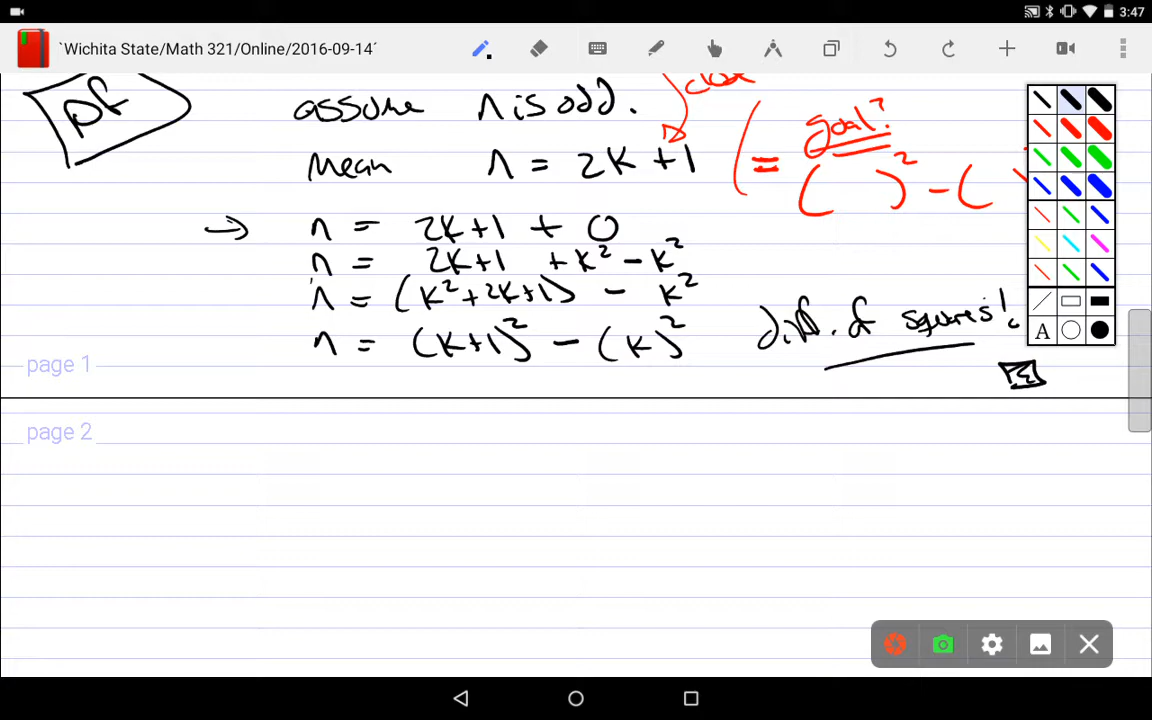 3:47
`Wichita State/Math 321/Online/2016-09-14´
pf
assume n is odd.
mean n = 2k + 1
goal?
( = ( )² - (
→ n = 2k+1 + 0
n = 2k+1 + k² - k²
n = (k² + 2k + 1) - k²
n = (k+1)² - (k)² diff. of squares!
page 1
page 2
A